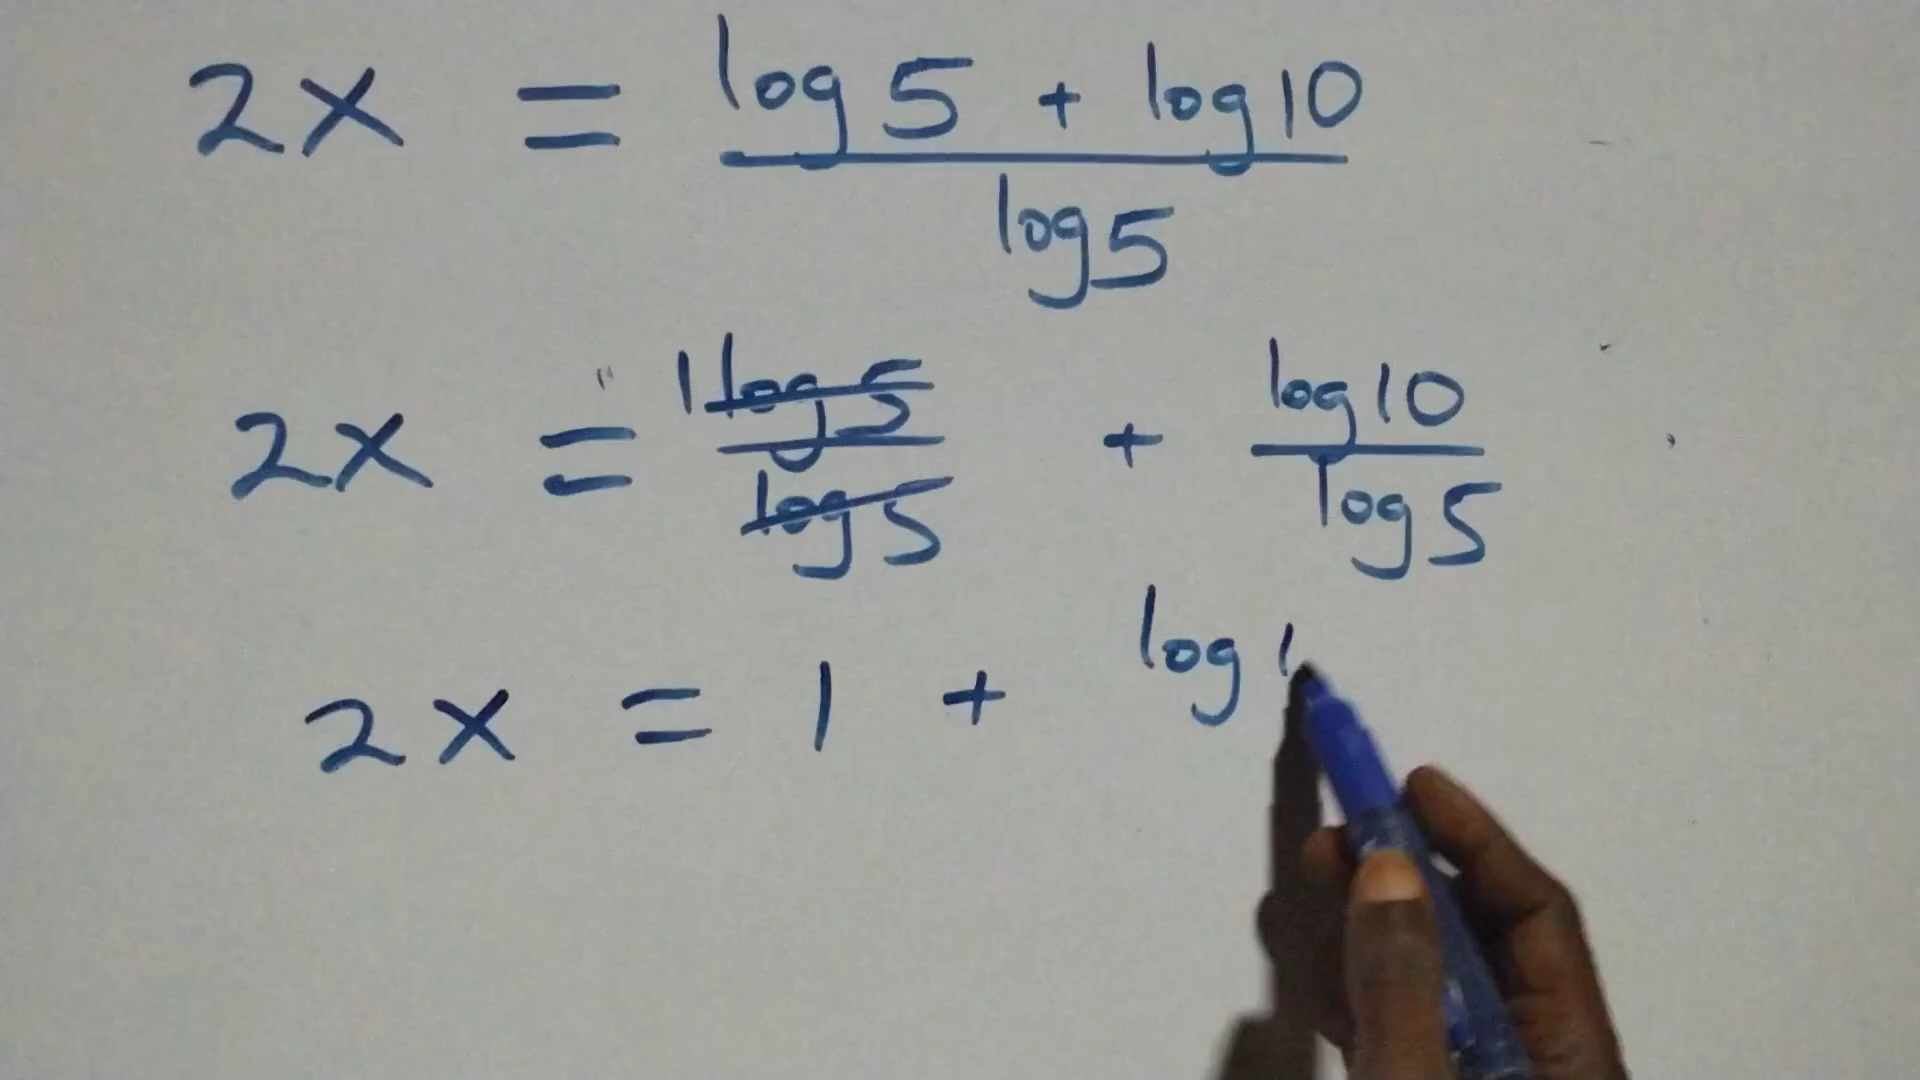 2x = (log 5 + log 10) / log 5
2x = 1 log 5 / log 5 + log 10 / log 5
2x = 1 + log 1